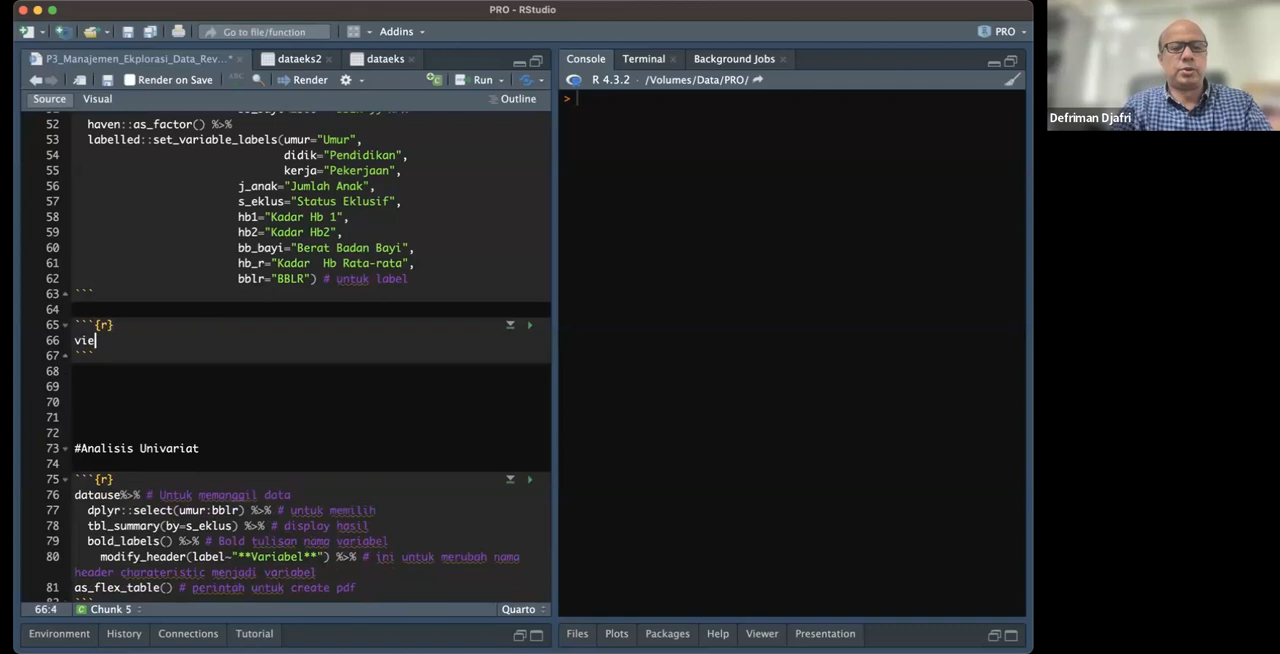 PRO - RStudio
Go to file/function
Addins
PRO
P3_Manajemen_Ekplorasi_Data_Rev...*
dataeks2
dataeks
Render on Save
ABC
Render
Run
Source
Visual
Outline
52 haven::as_factor() %>%
53 labelled::set_variable_labels(umur="Umur",
54 didik="Pendidikan",
55 kerja="Pekerjaan",
56 j_anak="Jumlah Anak",
57 s_eklus="Status Eklusif",
58 hb1="Kadar Hb 1",
59 hb2="Kadar Hb2",
60 bb_bayi="Berat Badan Bayi",
61 hb_r="Kadar  Hb Rata-rata",
62 bblr="BBLR") # untuk label
63 ```
64
65 ```{r}
66 vie
67 ```
68
69
70
71
72
73 #Analisis Univariat
74
75 ```{r}
76 datause%>% # Untuk memanggil data
77 dplyr::select(umur:bblr) %>% # untuk memilih
78 tbl_summary(by=s_eklus) %>% # display hasil
79 bold_labels() %>% # Bold tulisan nama variabel
80 modify_header(label~"**Variabel**") %>% # ini untuk merubah nama
header charateristic menjadi variabel
81 as_flex_table() # perintah untuk create pdf
66:4
Chunk 5
Quarto
Environment
History
Connections
Tutorial
Console
Terminal
Background Jobs
R 4.3.2 · /Volumes/Data/PRO/
>
Files
Plots
Packages
Help
Viewer
Presentation
Defriman Djafri